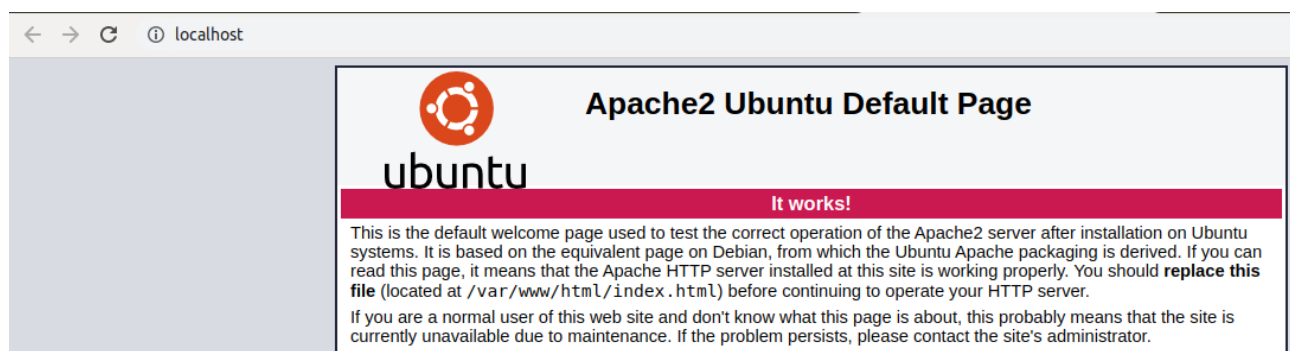 localhost
Apache2 Ubuntu Default Page
ubuntu
It works!
This is the default welcome page used to test the correct operation of the Apache2 server after installation on Ubuntu
systems. It is based on the equivalent page on Debian, from which the Ubuntu Apache packaging is derived. If you can
read this page, it means that the Apache HTTP server installed at this site is working properly. You should replace this
file (located at /var/www/html/index.html) before continuing to operate your HTTP server.
If you are a normal user of this web site and don't know what this page is about, this probably means that the site is
currently unavailable due to maintenance. If the problem persists, please contact the site's administrator.